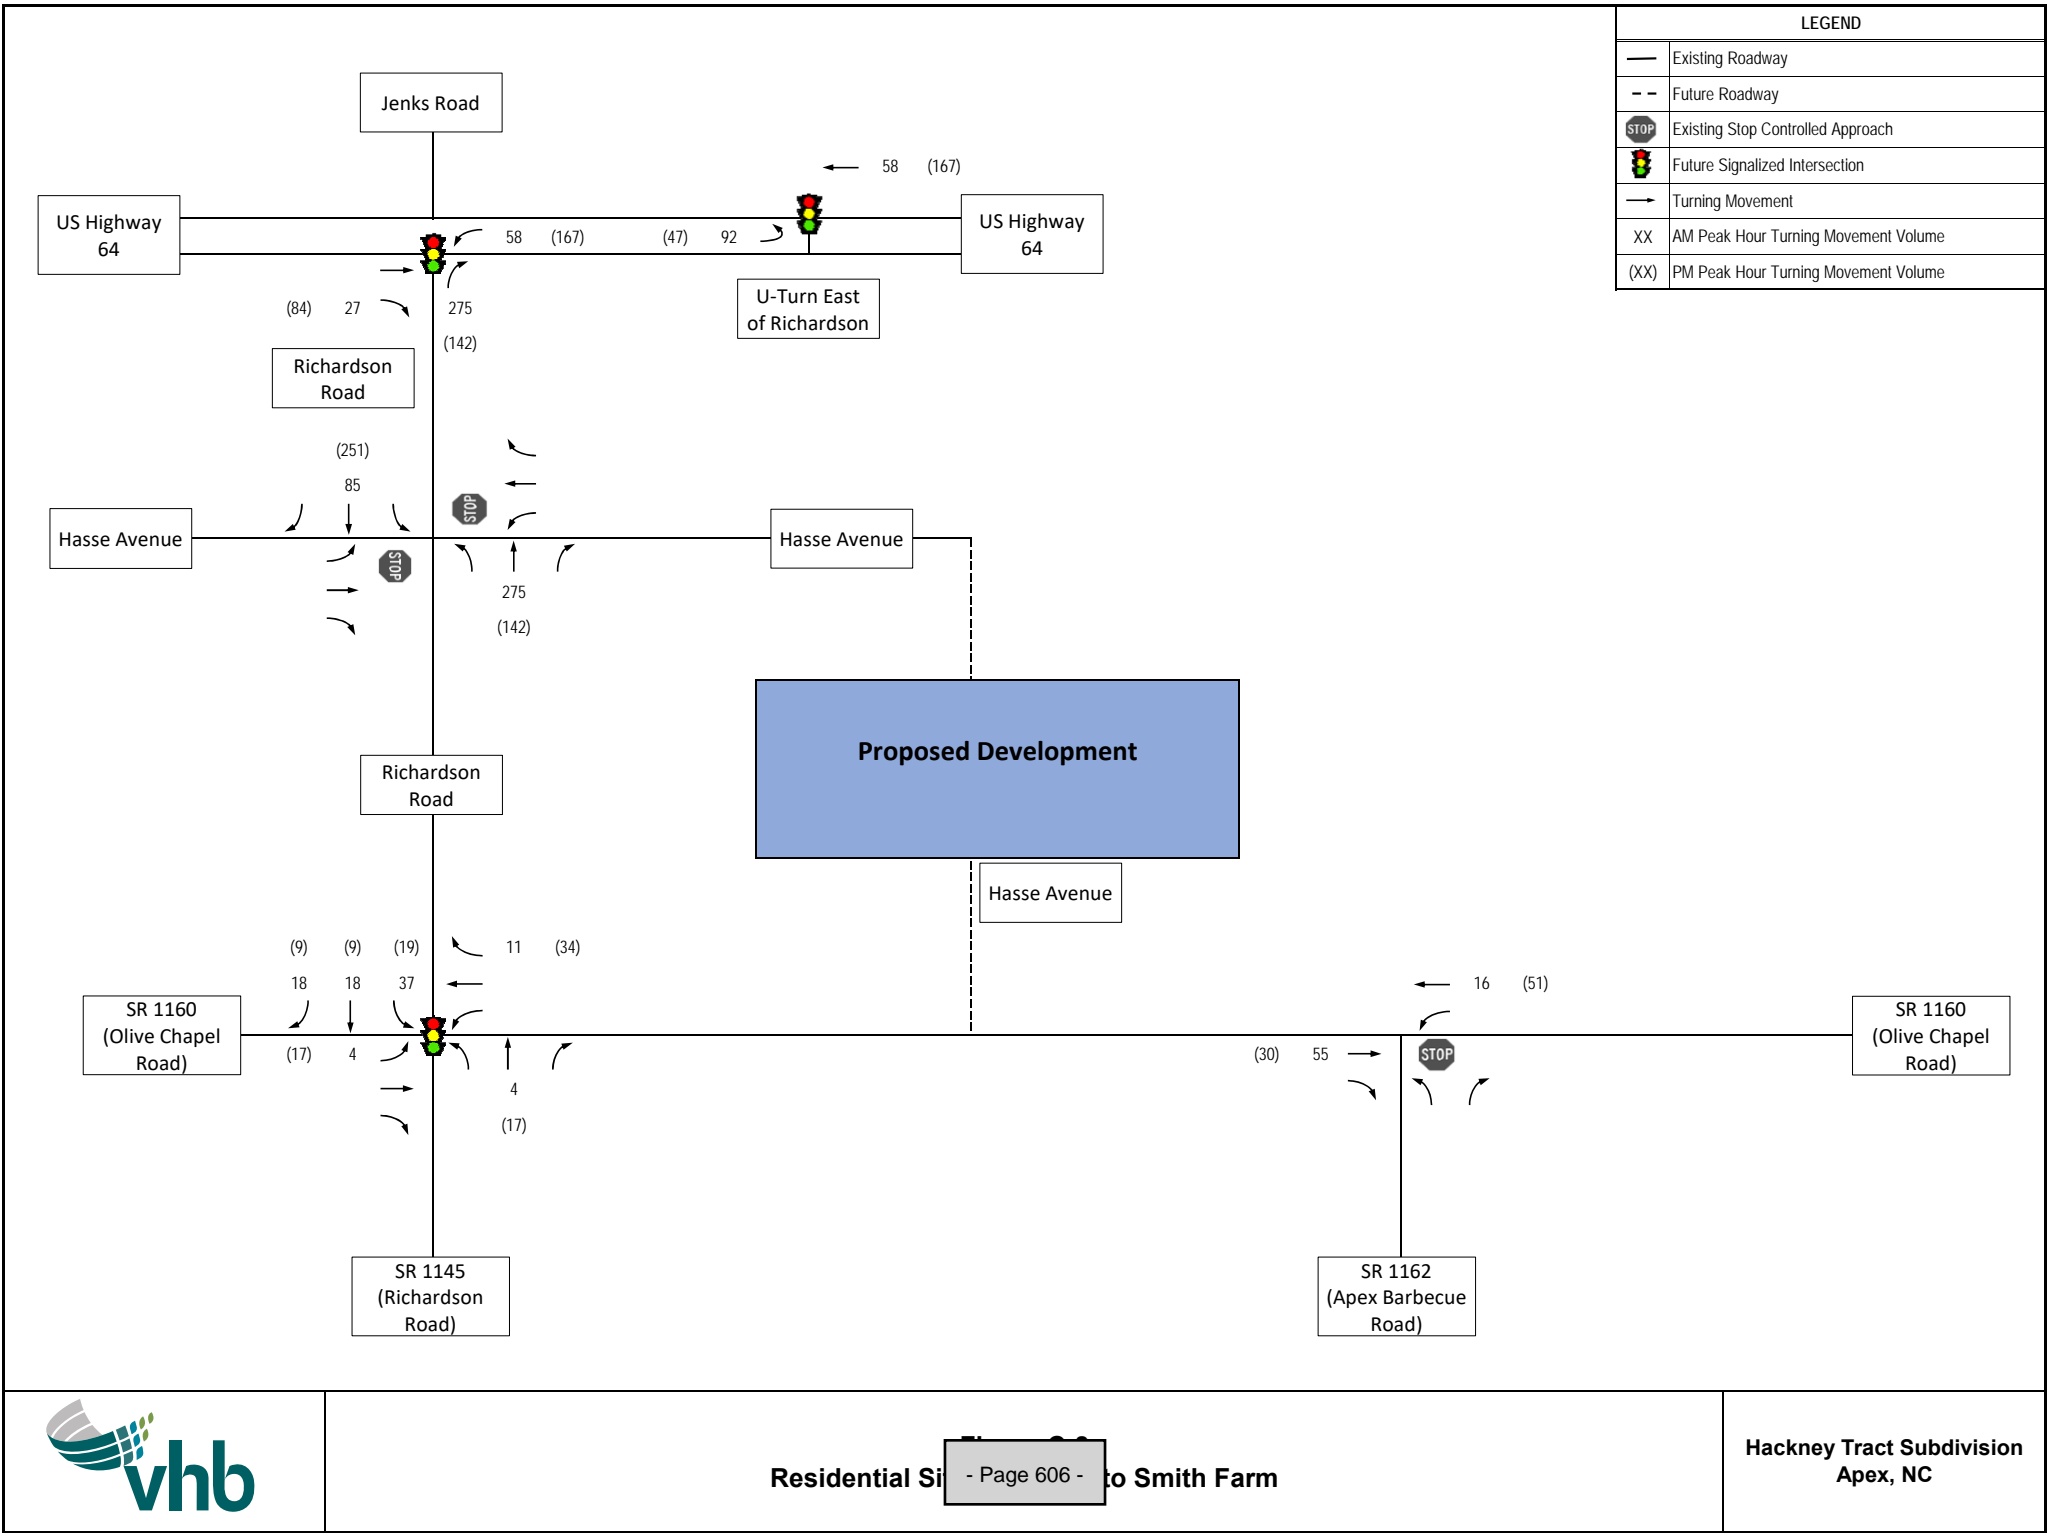 LEGEND
Existing Roadway
Future Roadway
STOP Existing Stop Controlled Approach
Future Signalized Intersection
Turning Movement
XX AM Peak Hour Turning Movement Volume
(XX) PM Peak Hour Turning Movement Volume
Jenks Road
58 (167)
US Highway
64
58 (167) (47) 92
US Highway
64
(84) 27
275
(142)
U-Turn East
of Richardson
Richardson
Road
(251)
85
STOP
Hasse Avenue
Hasse Avenue
STOP
275
(142)
Proposed Development
Richardson
Road
Hasse Avenue
(9) (9) (19) 11 (34)
18 18 37
16 (51)
SR 1160
(Olive Chapel
Road)
(17) 4
4
(17)
(30) 55
STOP
SR 1160
(Olive Chapel
Road)
SR 1145
(Richardson
Road)
SR 1162
(Apex Barbecue
Road)
vhb
Residential
- Page 606 -
to Smith Farm
Hackney Tract Subdivision
Apex, NC